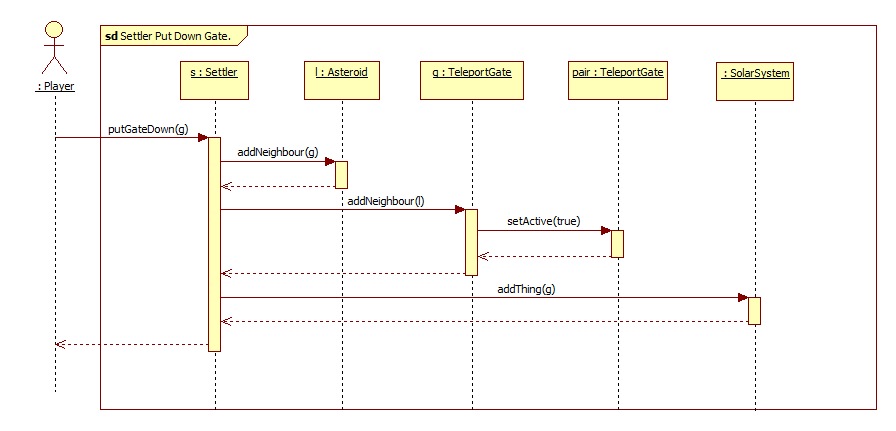 sd Settler Put Down Gate.
: Player
s : Settler
l : Asteroid
g : TeleportGate
pair : TeleportGate
: SolarSystem
putGateDown(g)
addNeighbour(g)
addNeighbour(l)
setActive(true)
addThing(g)